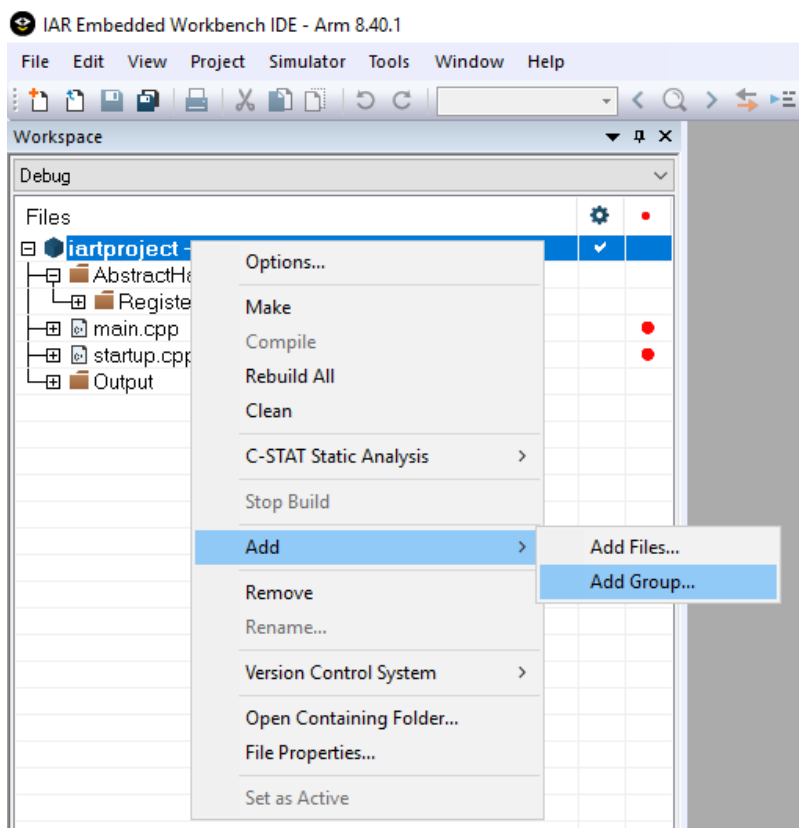 IAR Embedded Workbench IDE - Arm 8.40.1
File Edit View Project Simulator Tools Window Help
Workspace
Debug
Files
iartproject -
AbstractHa
Registe
main.cpp
startup.cpp
Output
Options...
Make
Compile
Rebuild All
Clean
C-STAT Static Analysis
Stop Build
Add
Add Files...
Add Group...
Remove
Rename...
Version Control System
Open Containing Folder...
File Properties...
Set as Active